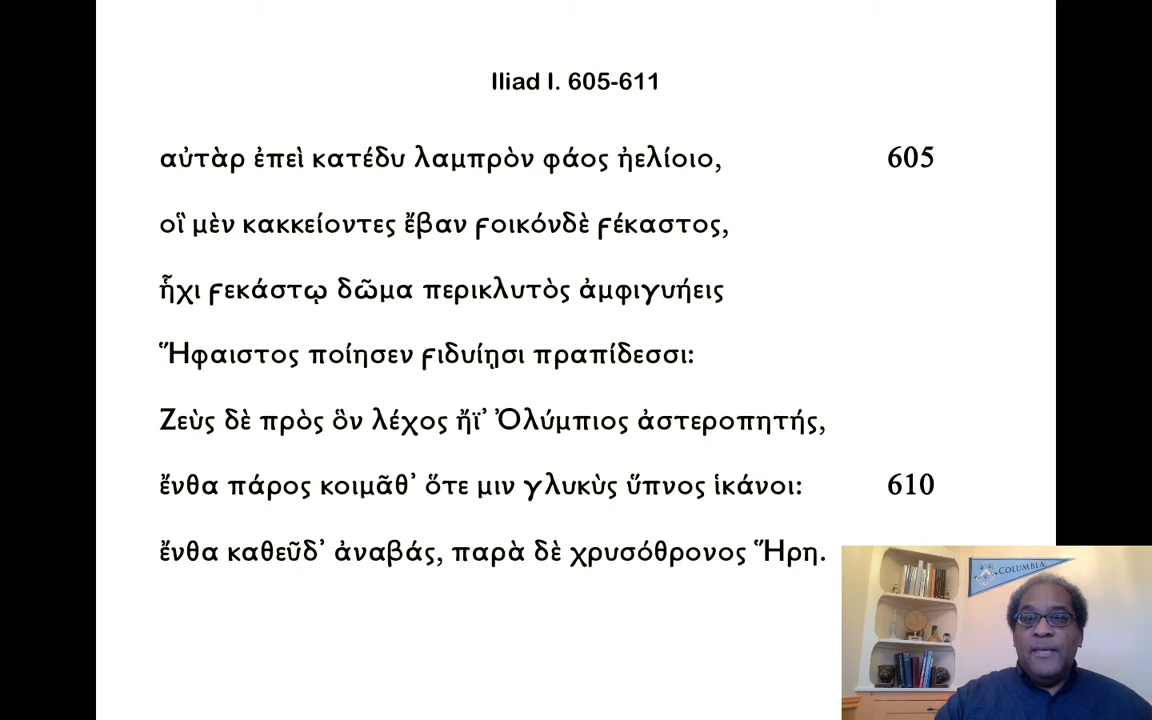 Iliad I. 605-611
αὐτὰρ ἐπεὶ κατέδυ λαμπρὸν φάος ἠελίοιο, 605
οἳ μὲν κακκείοντες ἔβαν ϝοικόνδὲ ϝέκαστος,
ἧχι ϝεκάστῳ δῶμα περικλυτὸς ἀμφιγυήεις
Ἥφαιστος ποίησεν ϝιδυίῃσι πραπίδεσσι:
Ζεὺς δὲ πρὸς ὃν λέχος ἤϊ᾽ Ὀλύμπιος ἀστεροπητής,
ἔνθα πάρος κοιμᾶθ᾽ ὅτε μιν γλυκὺς ὕπνος ἱκάνοι: 610
ἔνθα καθεῦδ᾽ ἀναβάς, παρὰ δὲ χρυσόθρονος Ἥρη.
COLUMBIA